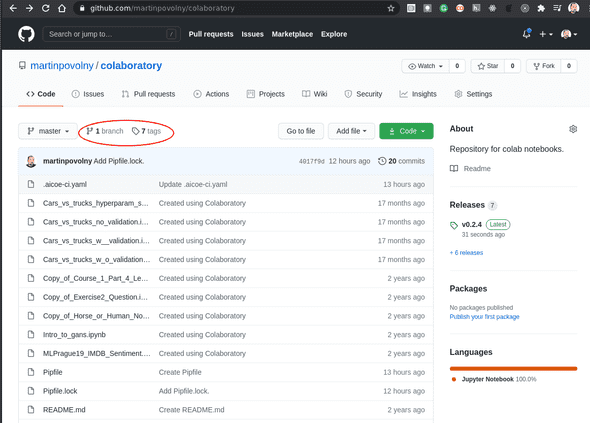 github.com/martinpovolny/colaboratory
Search or jump to… /
Pull requests Issues Marketplace Explore
martinpovolny / colaboratory
Watch 0 Star 0 Fork 0
Code Issues Pull requests Actions Projects Wiki Security Insights Settings
master 1 branch 7 tags Go to file Add file Code
martinpovolny Add Pipfile.lock. 4017f9d 12 hours ago 20 commits
.aicoe-ci.yaml Update .aicoe-ci.yaml 13 hours ago
Cars_vs_trucks_hyperparam_s… Created using Colaboratory 17 months ago
Cars_vs_trucks_no_validation.i… Created using Colaboratory 17 months ago
Cars_vs_trucks_w__validation.i… Created using Colaboratory 17 months ago
Cars_vs_trucks_w_o_validation… Created using Colaboratory 17 months ago
Copy_of_Course_1_Part_4_Le… Created using Colaboratory 2 years ago
Copy_of_Exercise2_Question.i… Created using Colaboratory 2 years ago
Copy_of_Horse_or_Human_No… Created using Colaboratory 2 years ago
Intro_to_gans.ipynb Created using Colaboratory 2 years ago
MLPrague19_IMDB_Sentiment.… Created using Colaboratory 2 years ago
Pipfile Create Pipfile 13 hours ago
Pipfile.lock Add Pipfile.lock. 12 hours ago
README.md Create README.md 2 years ago
About
Repository for colab notebooks.
Readme
Releases 7
v0.2.4 Latest
31 seconds ago
+ 6 releases
Packages
No packages published
Publish your first package
Languages
Jupyter Notebook 100.0%